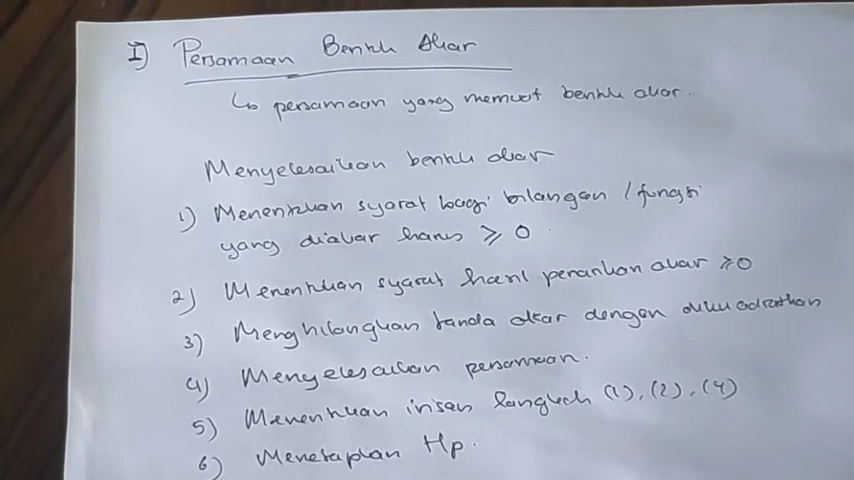 I) Persamaan Bentuk Akar
↳ persamaan yang memuat bentuk akar.
Menyelesaikan bentuk akar
1) Menentukan syarat bagi bilangan / fungsi
yang diakar harus ≥ 0.
2) Menentukan syarat hasil penarikan akar ≥ 0
3) Menghilangkan tanda akar dengan dikuadratkan
4) Menyelesaikan persamaan.
5) Menentukan irisan langkah (1), (2), (4)
6) Menetapkan Hp.